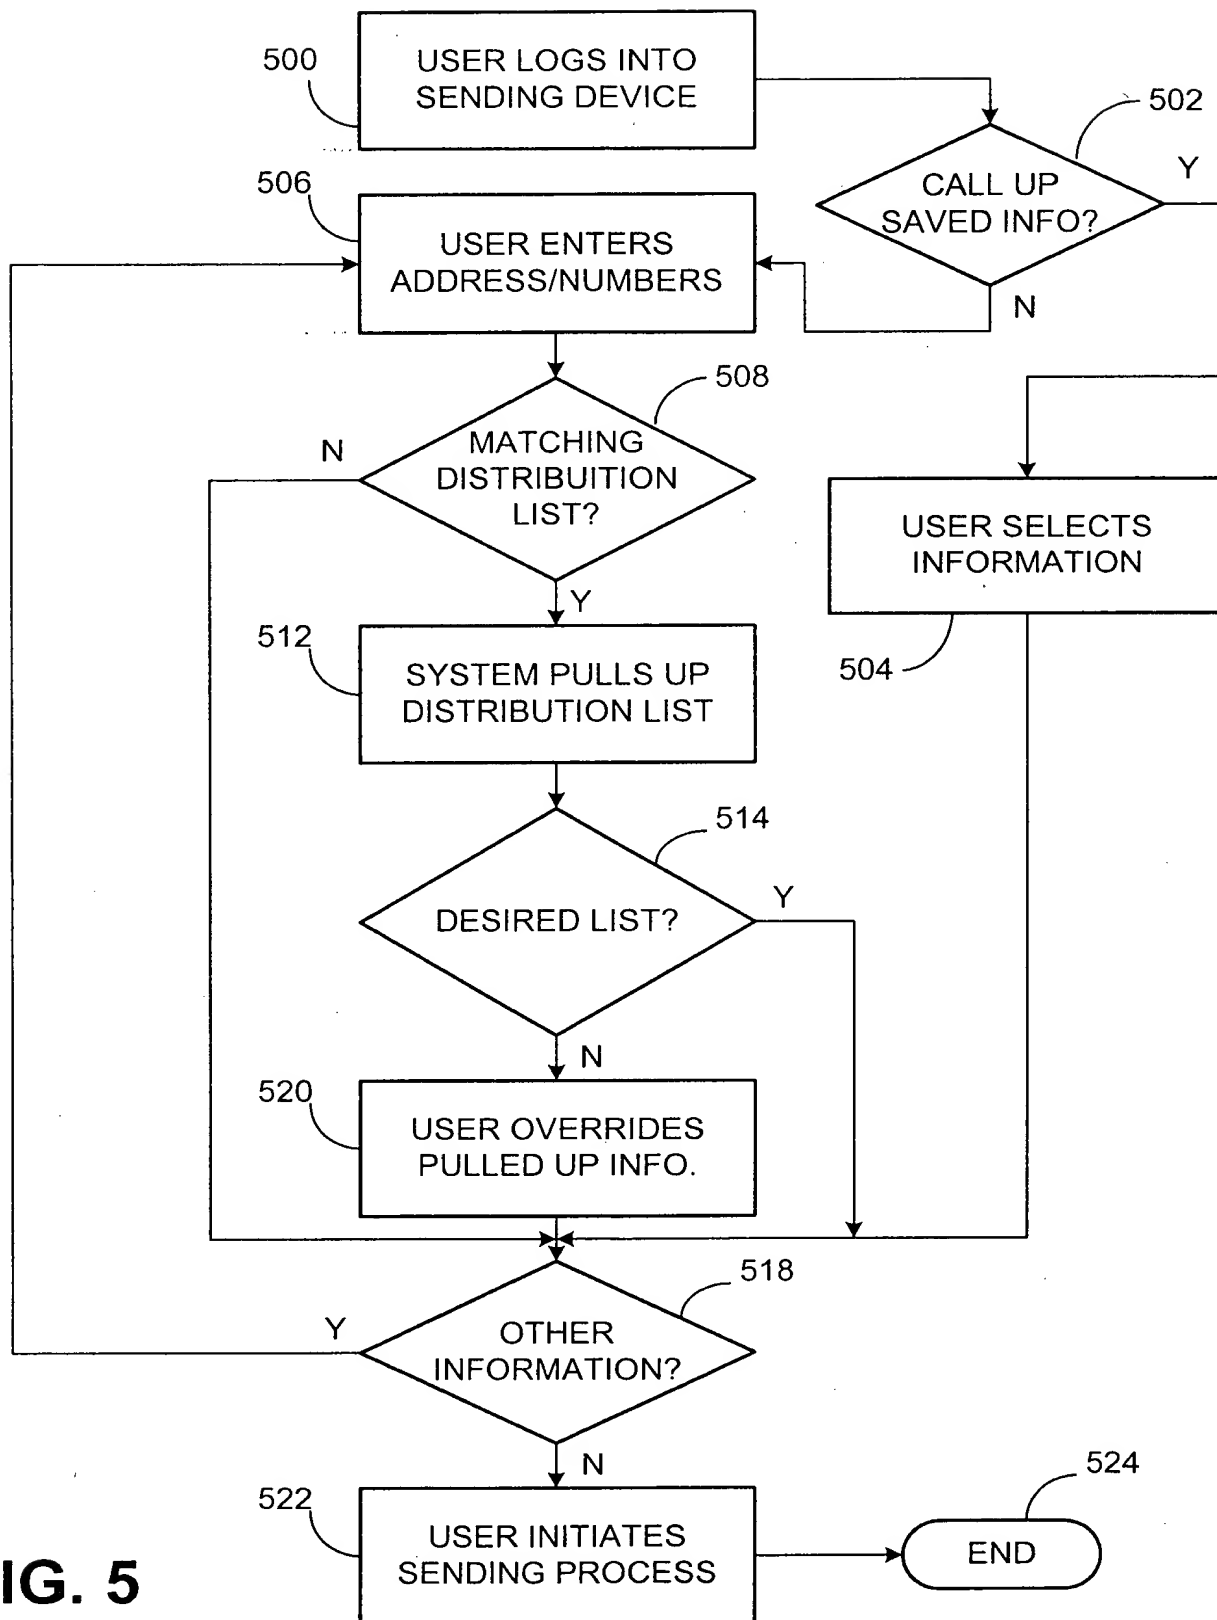 500
USER LOGS INTO
SENDING DEVICE
502
CALL UP
SAVED INFO?
Y
N
506
USER ENTERS
ADDRESS/NUMBERS
508
MATCHING
DISTRIBUITION
LIST?
N
Y
USER SELECTS
INFORMATION
504
512
SYSTEM PULLS UP
DISTRIBUTION LIST
514
DESIRED LIST?
Y
N
520
USER OVERRIDES
PULLED UP INFO.
518
OTHER
INFORMATION?
Y
N
522
USER INITIATES
SENDING PROCESS
524
END
IG. 5